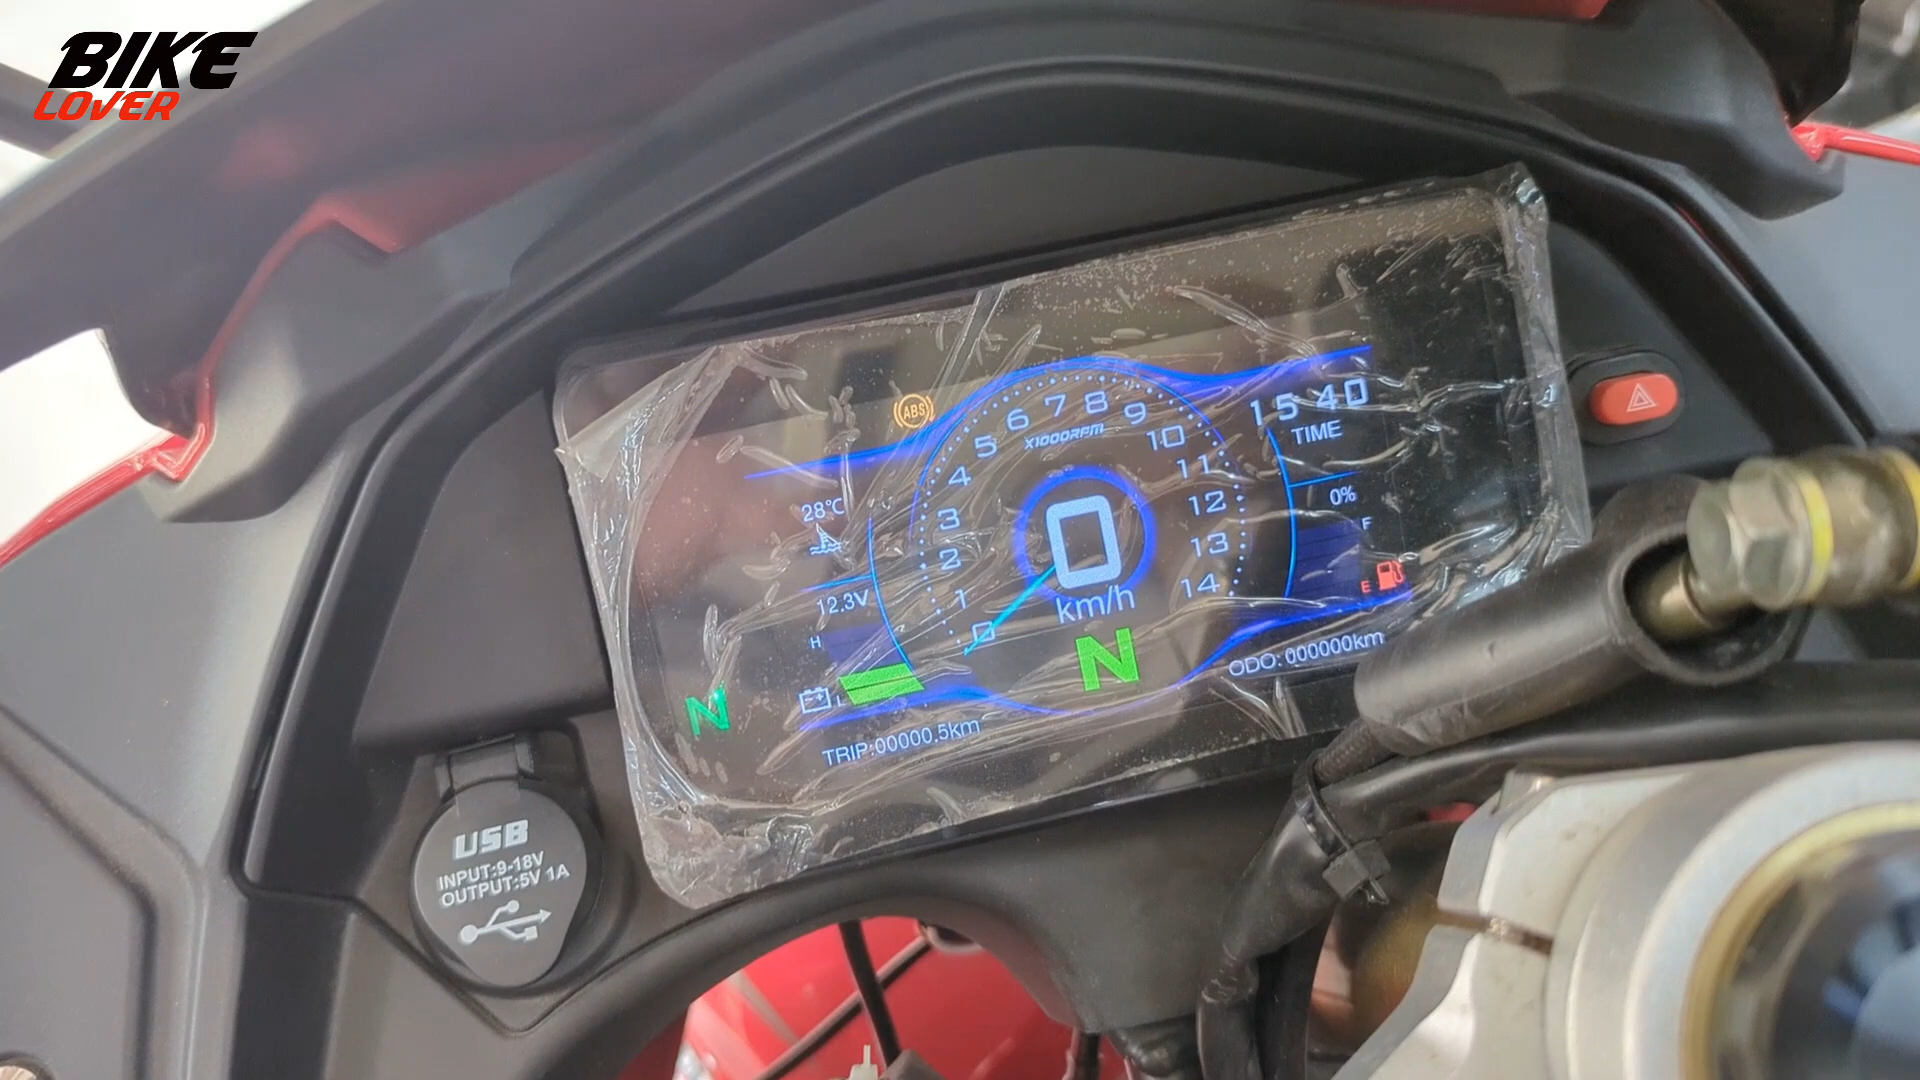 BIKE
LOVER
ABS
1540
TIME
28°C
0%
F
E
12.3V
H
L
5 6 7 8 9
X1000RPM
4 10
3 11
2 12
1 13
0 14
0
km/h
N
N
ODO: 000000km
TRIP:00000.5km
USB
INPUT:9-18V
OUTPUT:5V 1A